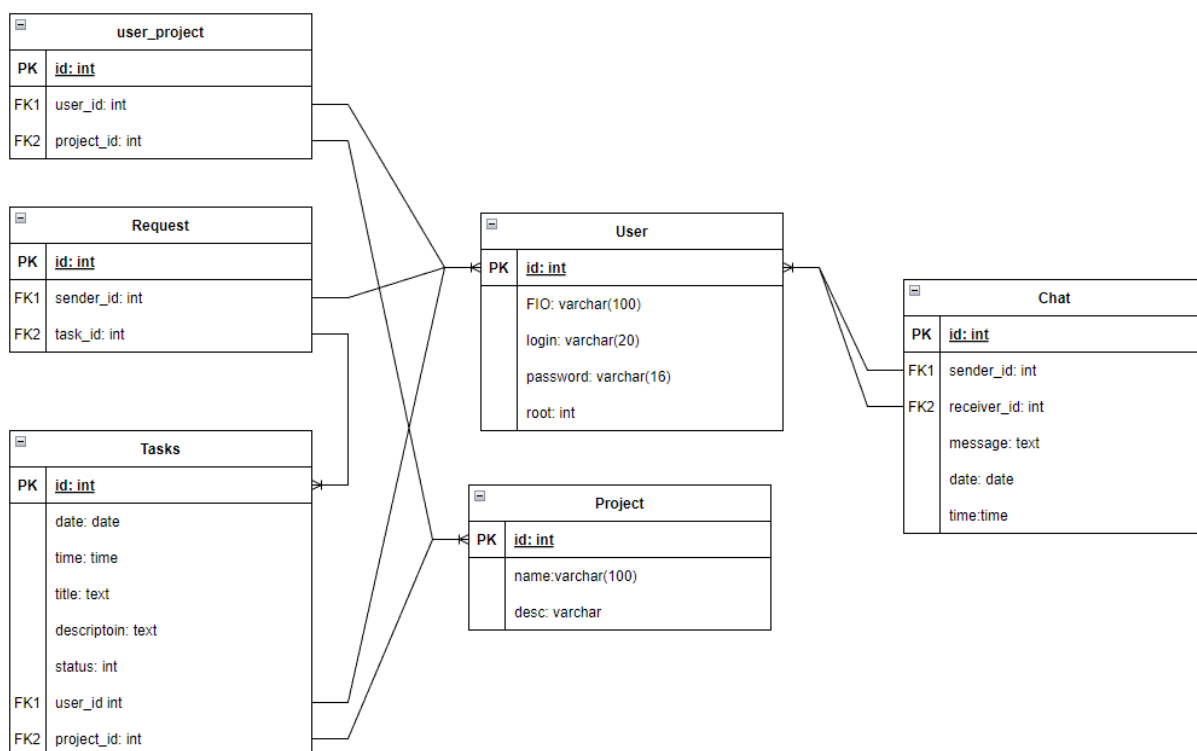 user_project
PK id: int
FK1 user_id: int
FK2 project_id: int
Request
PK id: int
FK1 sender_id: int
FK2 task_id: int
Tasks
PK id: int
date: date
time: time
title: text
descriptoin: text
status: int
FK1 user_id int
FK2 project_id: int
User
PK id: int
FIO: varchar(100)
login: varchar(20)
password: varchar(16)
root: int
Project
PK id: int
name:varchar(100)
desc: varchar
Chat
PK id: int
FK1 sender_id: int
FK2 receiver_id: int
message: text
date: date
time:time